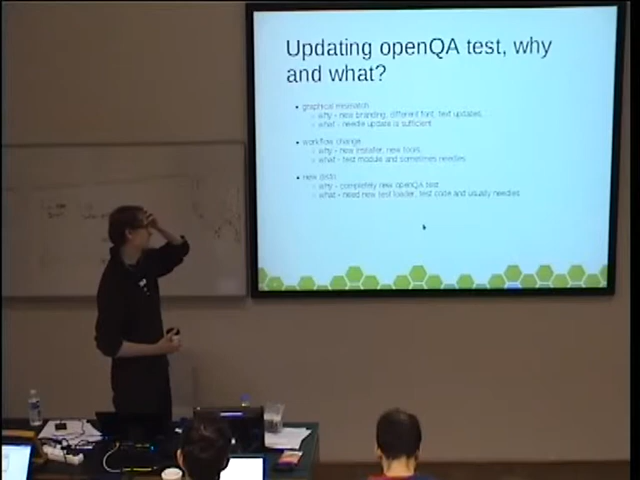 Updating openQA test, why
and what?
graphical mismatch
why - new branding, different font, text updates,
what - needle update is sufficient
workflow change
why - new installer, new tools,
what - test module and sometimes needles
new distri
why - completely new openQA test
what - need new test loader, test code and usually needles